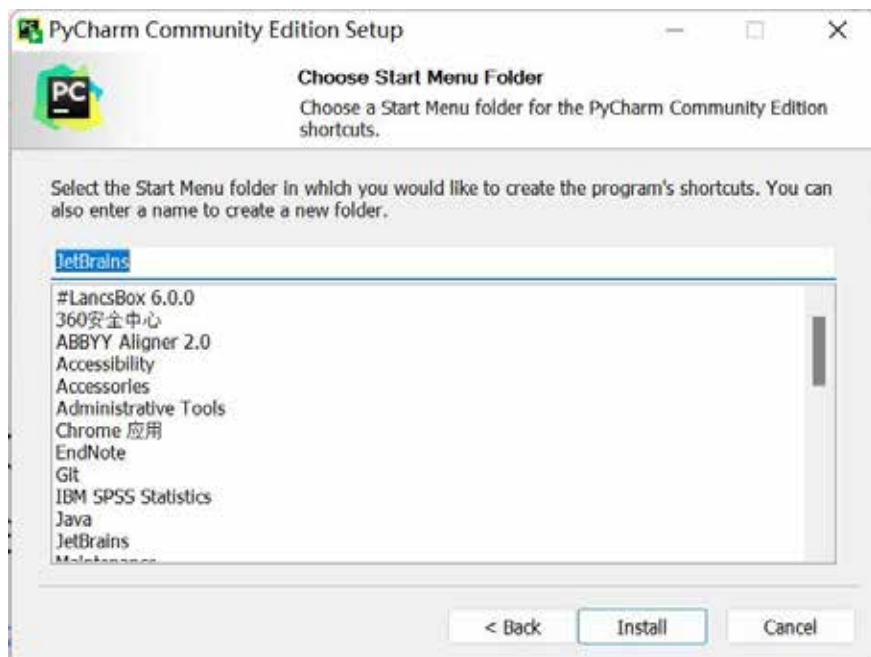 PyCharm Community Edition Setup
PC
Choose Start Menu Folder
Choose a Start Menu folder for the PyCharm Community Edition
shortcuts.
Select the Start Menu folder in which you would like to create the program's shortcuts. You can
also enter a name to create a new folder.
JetBrains
#LancsBox 6.0.0
360安全中心
ABBYY Aligner 2.0
Accessibility
Accessories
Administrative Tools
Chrome 应用
EndNote
Git
IBM SPSS Statistics
Java
JetBrains
Maintenance
< Back
Install
Cancel